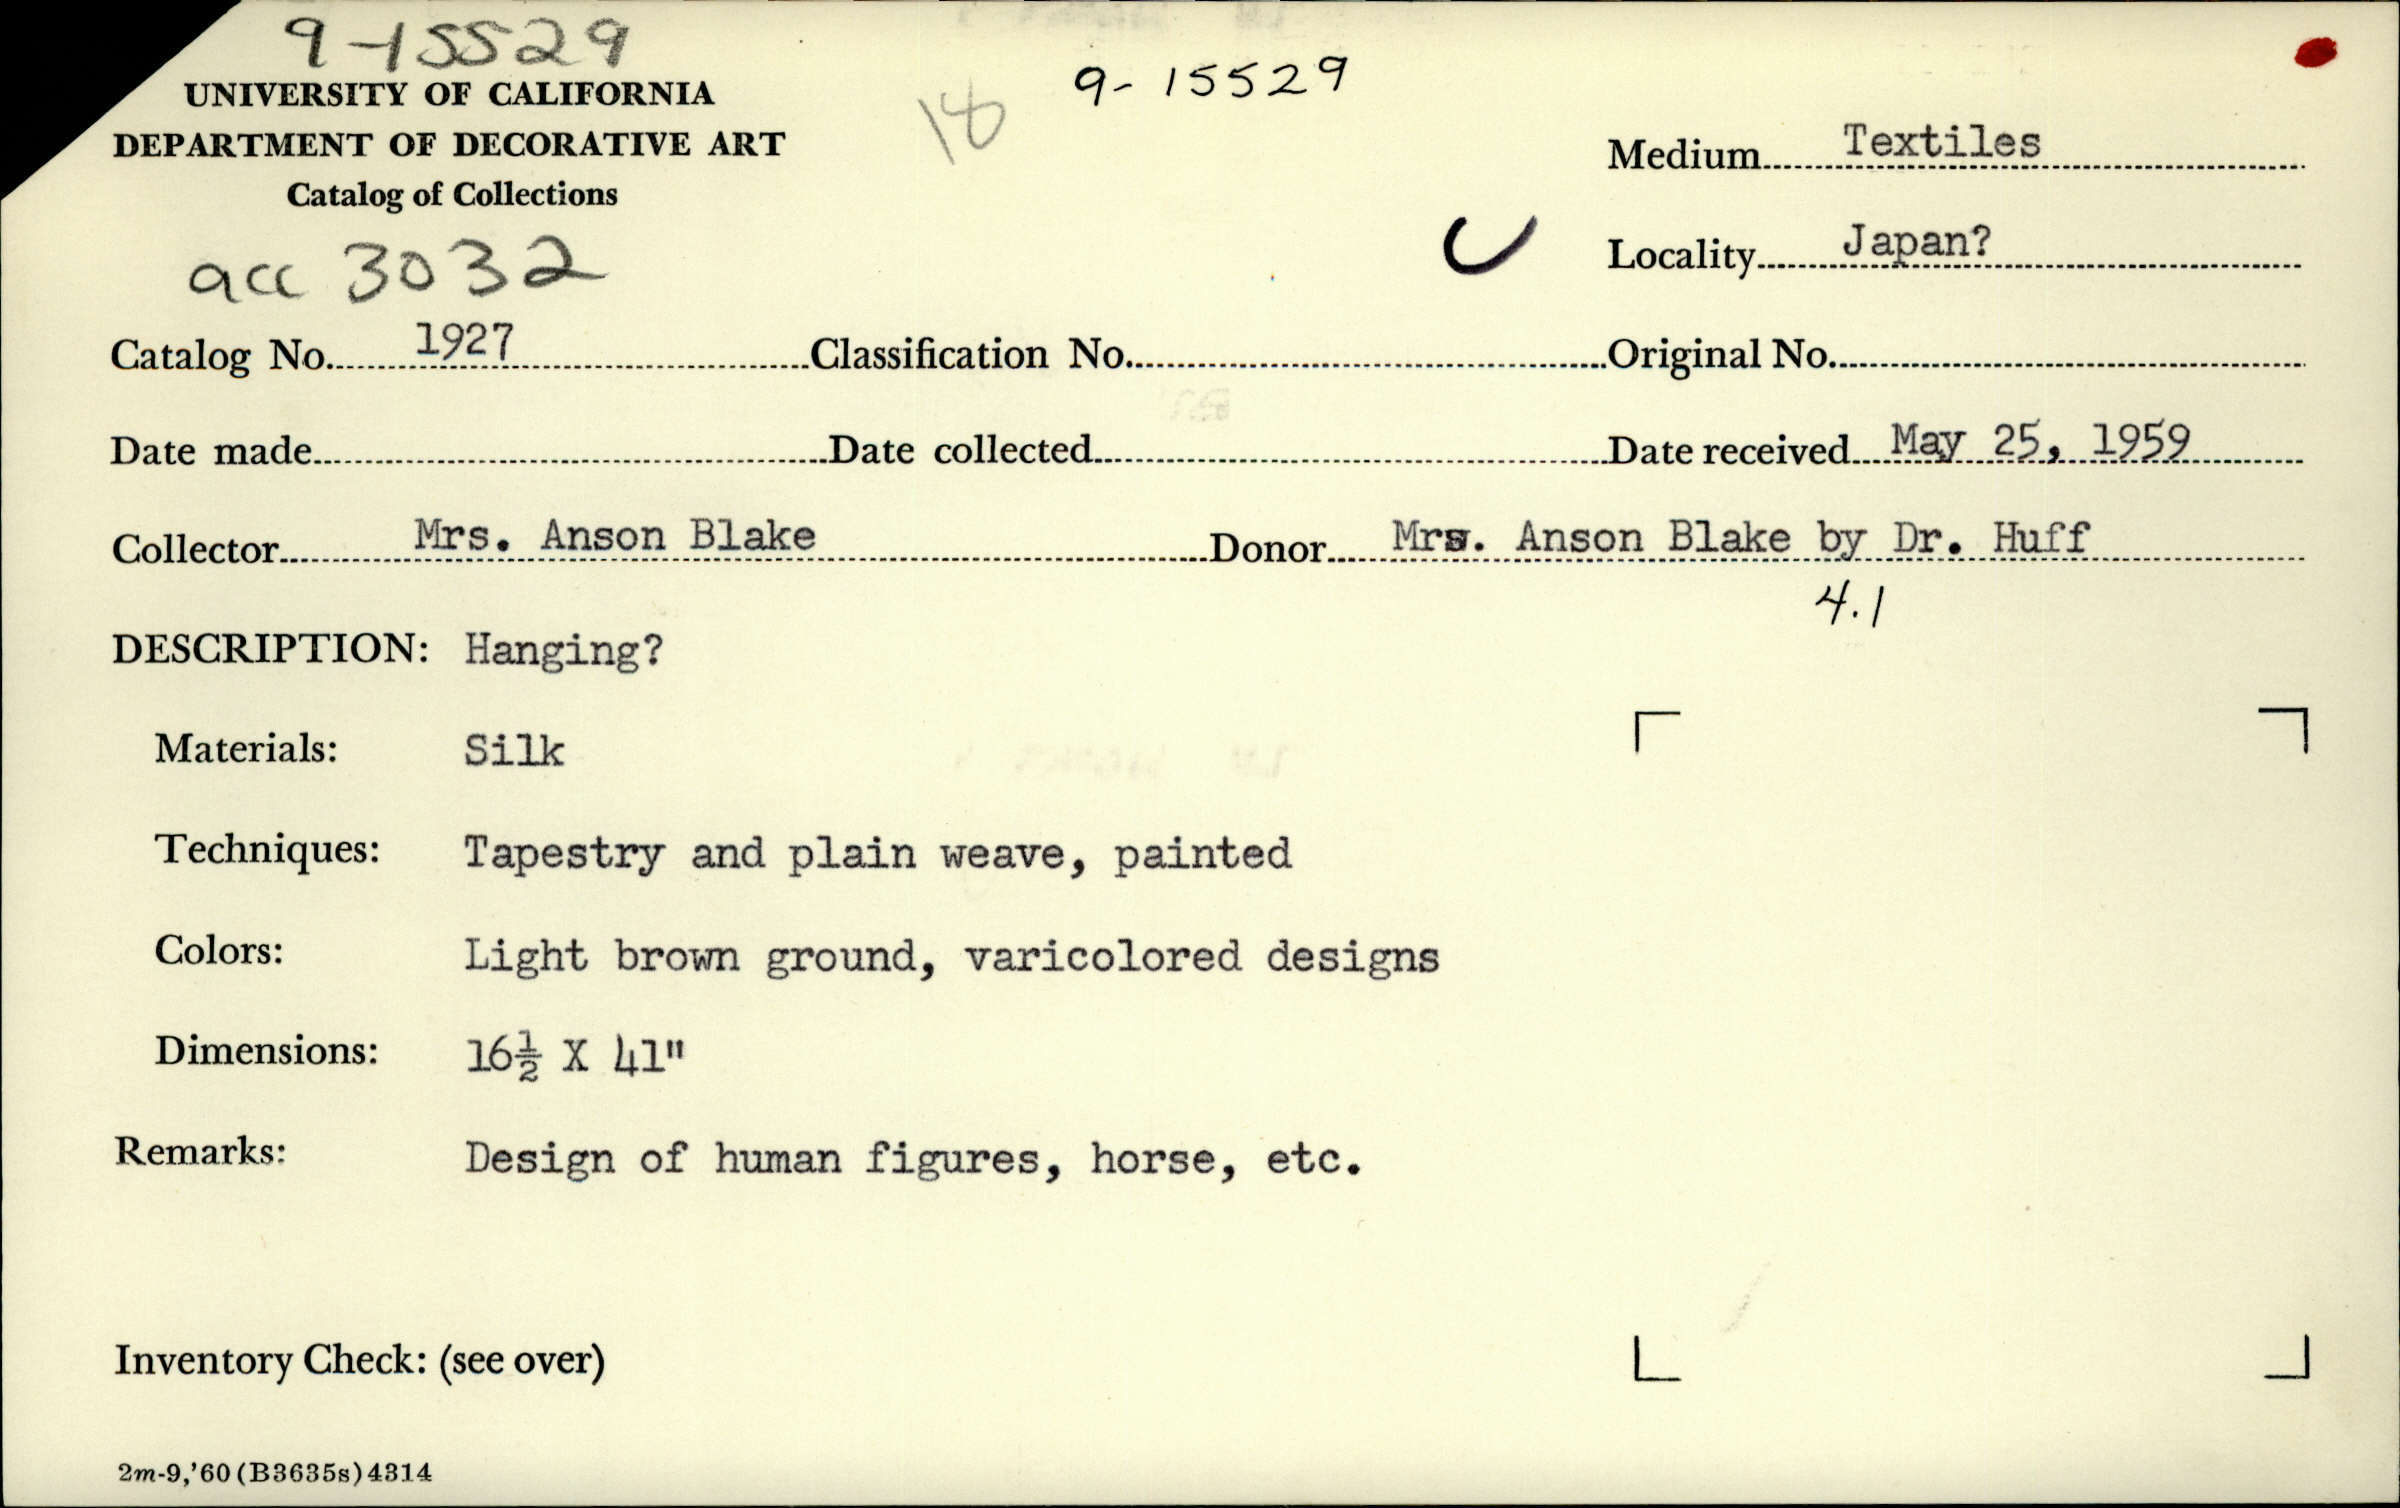 9-15529
UNIVERSITY OF CALIFORNIA
DEPARTMENT OF DECORATIVE ART
Catalog of Collections
18
9-15529
Medium Textiles
Locality Japan?
acc 3032
Catalog No. 1927 Classification No. Original No.
Date made Date collected Date received May 25, 1959
Collector Mrs. Anson Blake Donor Mrs. Anson Blake by Dr. Huff
4.1
DESCRIPTION: Hanging?
Materials: Silk
Techniques: Tapestry and plain weave, painted
Colors: Light brown ground, varicolored designs
Dimensions: 16½ X 41"
Remarks: Design of human figures, horse, etc.
Inventory Check: (see over)
2m-9,'60(B3635s)4314